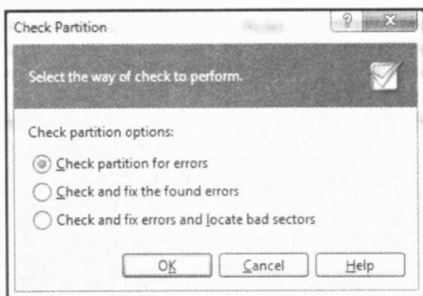 Check Partition
?
X
Select the way of check to perform.
Check partition options:
Check partition for errors
Check and fix the found errors
Check and fix errors and locate bad sectors
OK
Cancel
Help